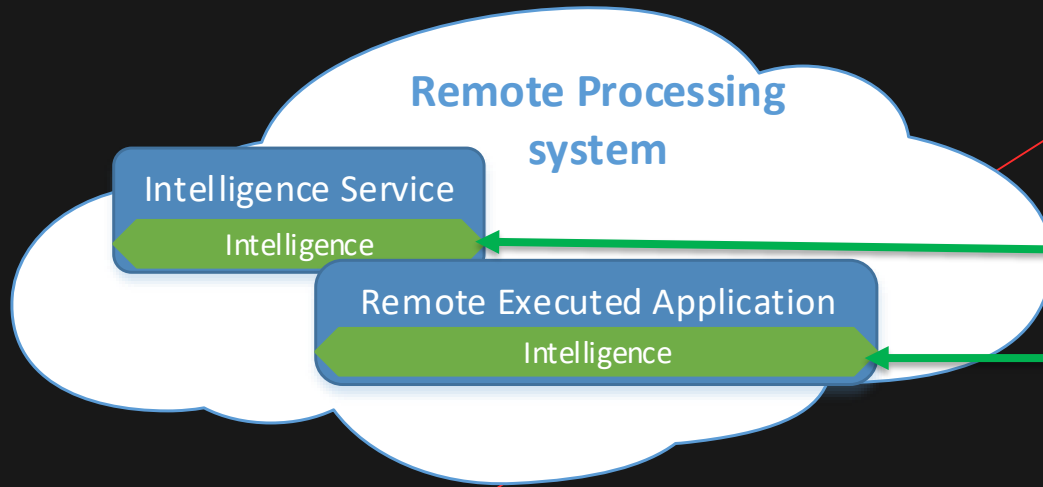 Remote Processing
system
Intelligence Service
Intelligence
Remote Executed Application
Intelligence